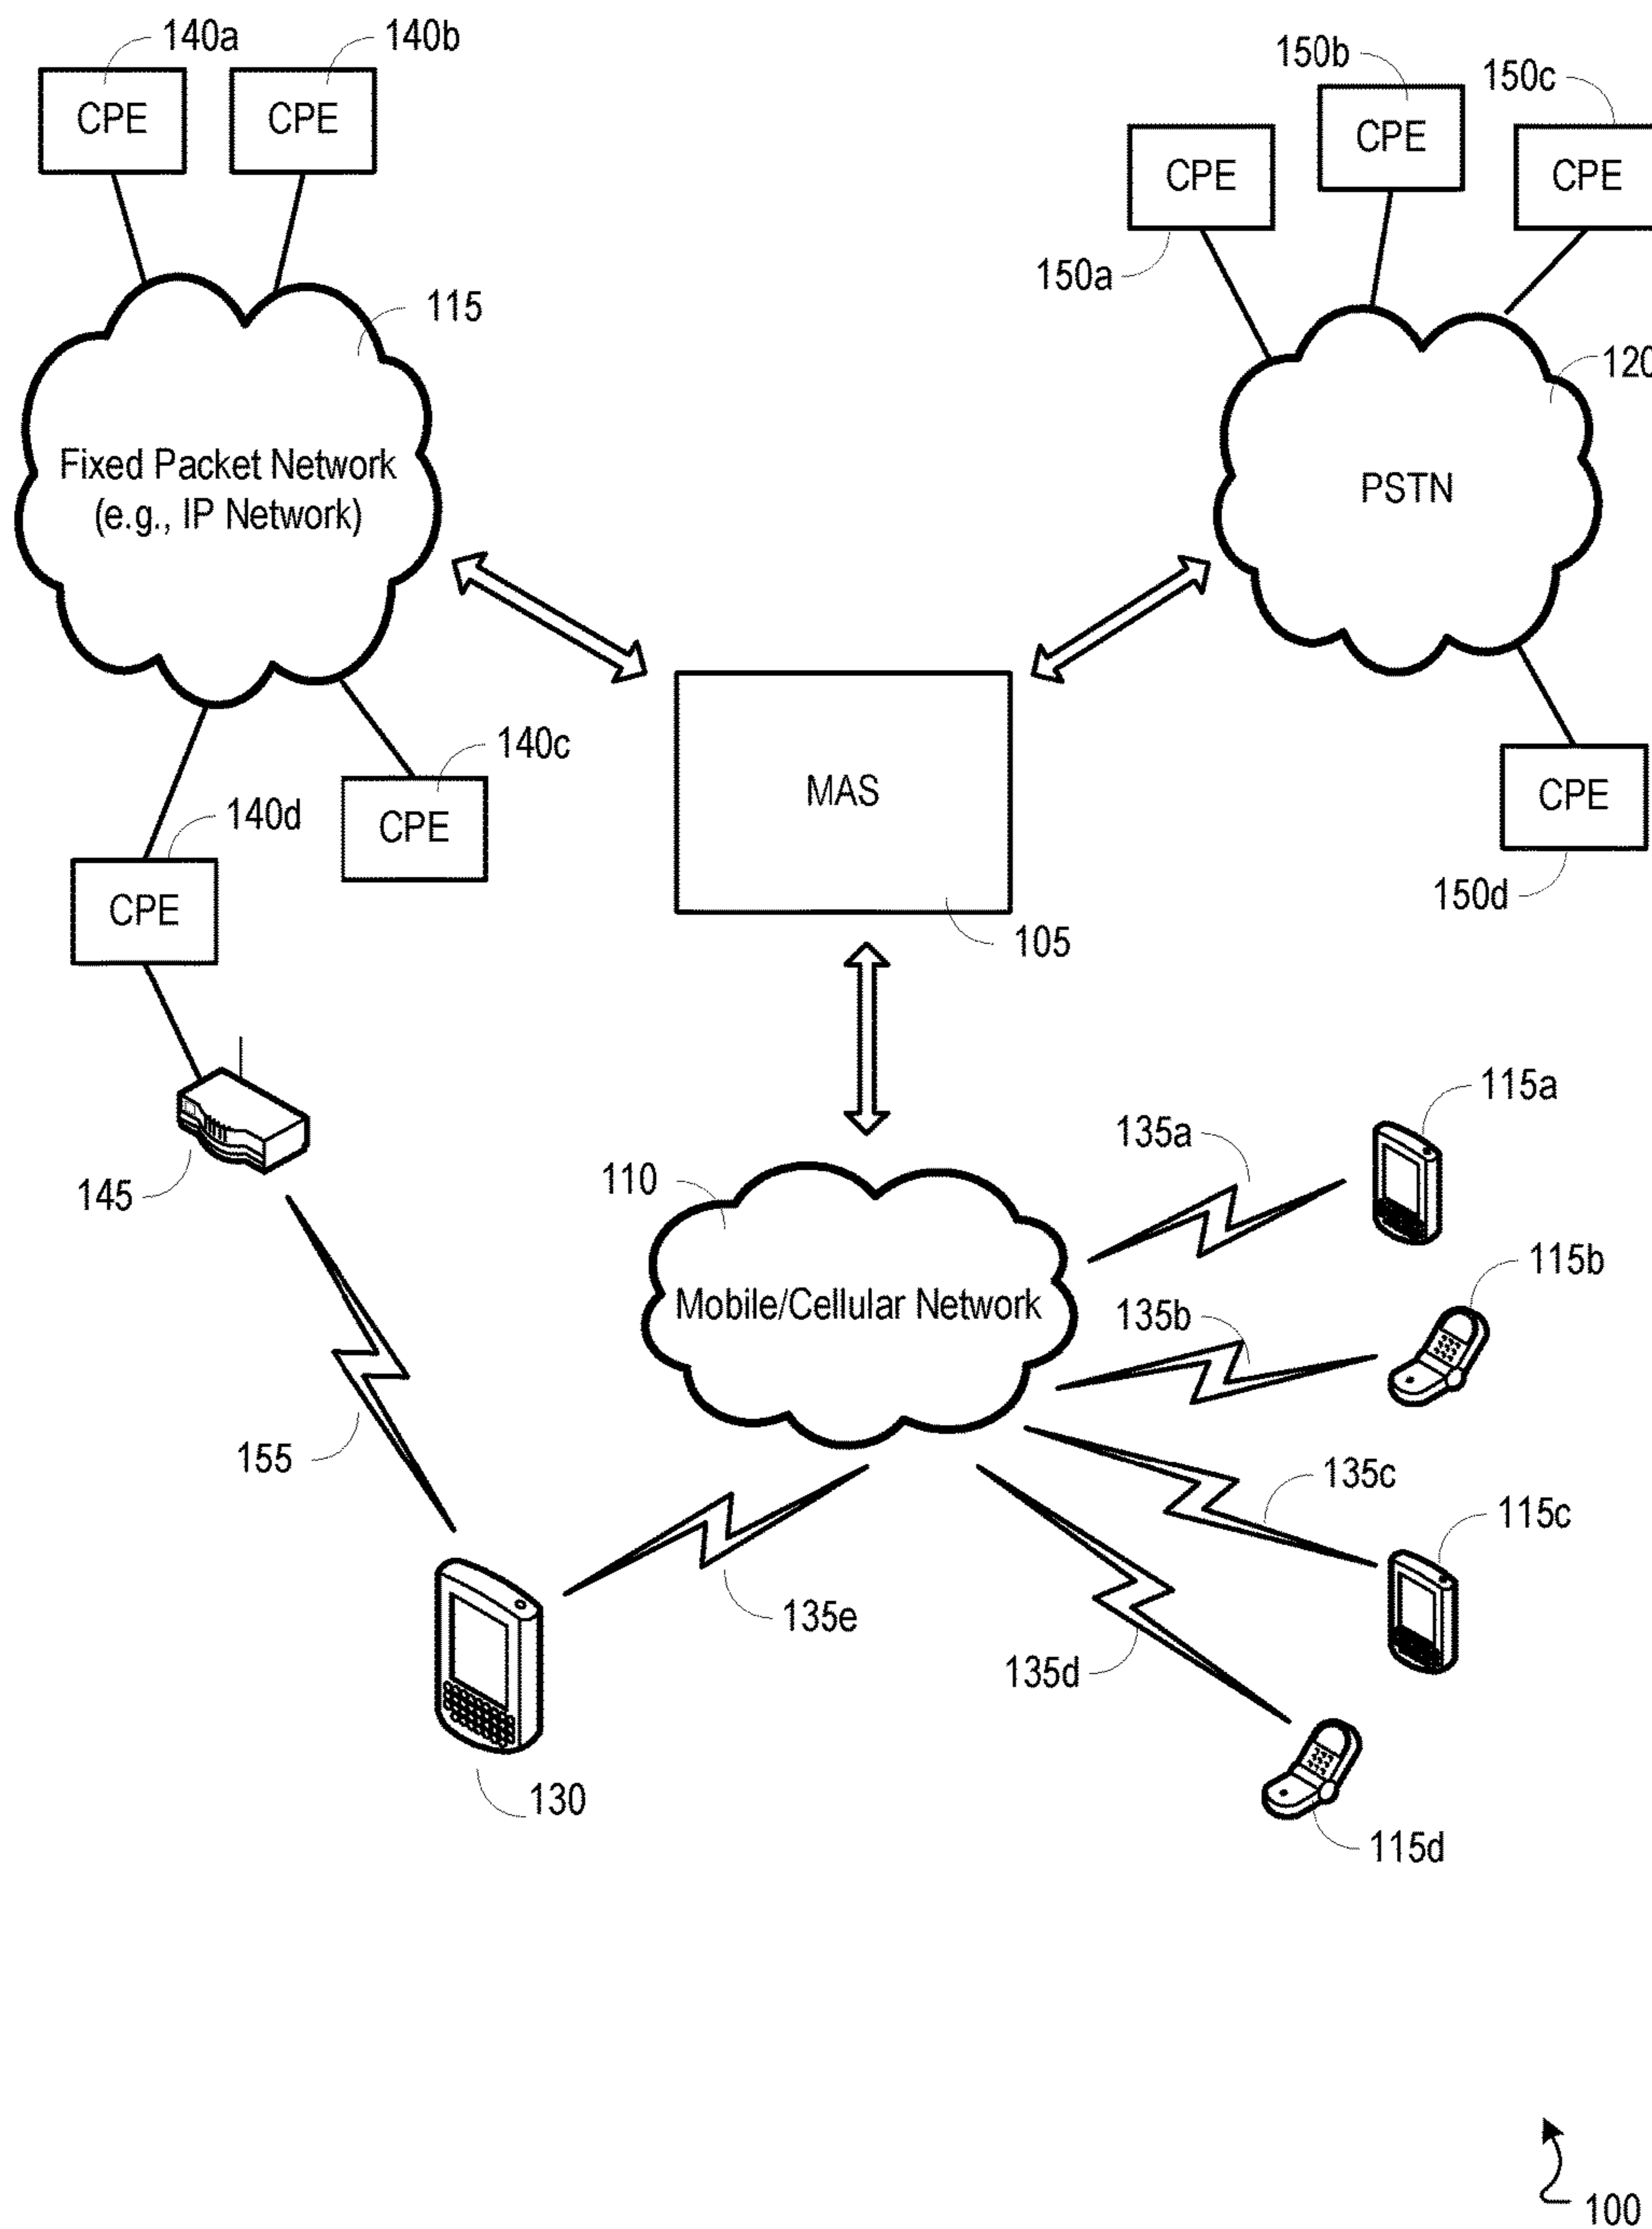 140a
140b
CPE
CPE
150b
150c
CPE
CPE
CPE
150a
115
120
Fixed Packet Network
(e.g., IP Network)
PSTN
140c
140d
CPE
CPE
MAS
CPE
150d
105
115a
135a
145
110
115b
Mobile/Cellular Network
135b
155
135c
115c
135e
135d
130
115d
100